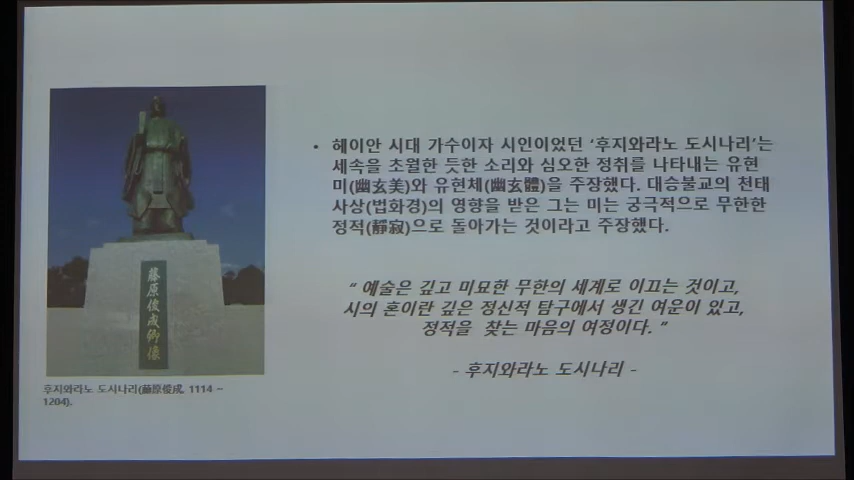 藤原俊成卿像
후지와라노 도시나리(藤原俊成, 1114 –
1204).
• 헤이안 시대 가수이자 시인이었던 ‘후지와라노 도시나리’는
세속을 초월한 듯한 소리와 심오한 정취를 나타내는 유현
미(幽玄美)와 유현체(幽玄體)을 주장했다. 대승불교의 천태
사상(법화경)의 영향을 받은 그는 미는 궁극적으로 무한한
정적(靜寂)으로 돌아가는 것이라고 주장했다.
“ 예술은 깊고 미묘한 무한의 세계로 이끄는 것이고,
시의 혼이란 깊은 정신적 탐구에서 생긴 여운이 있고,
정적을 찾는 마음의 여정이다. ”
- 후지와라노 도시나리 -